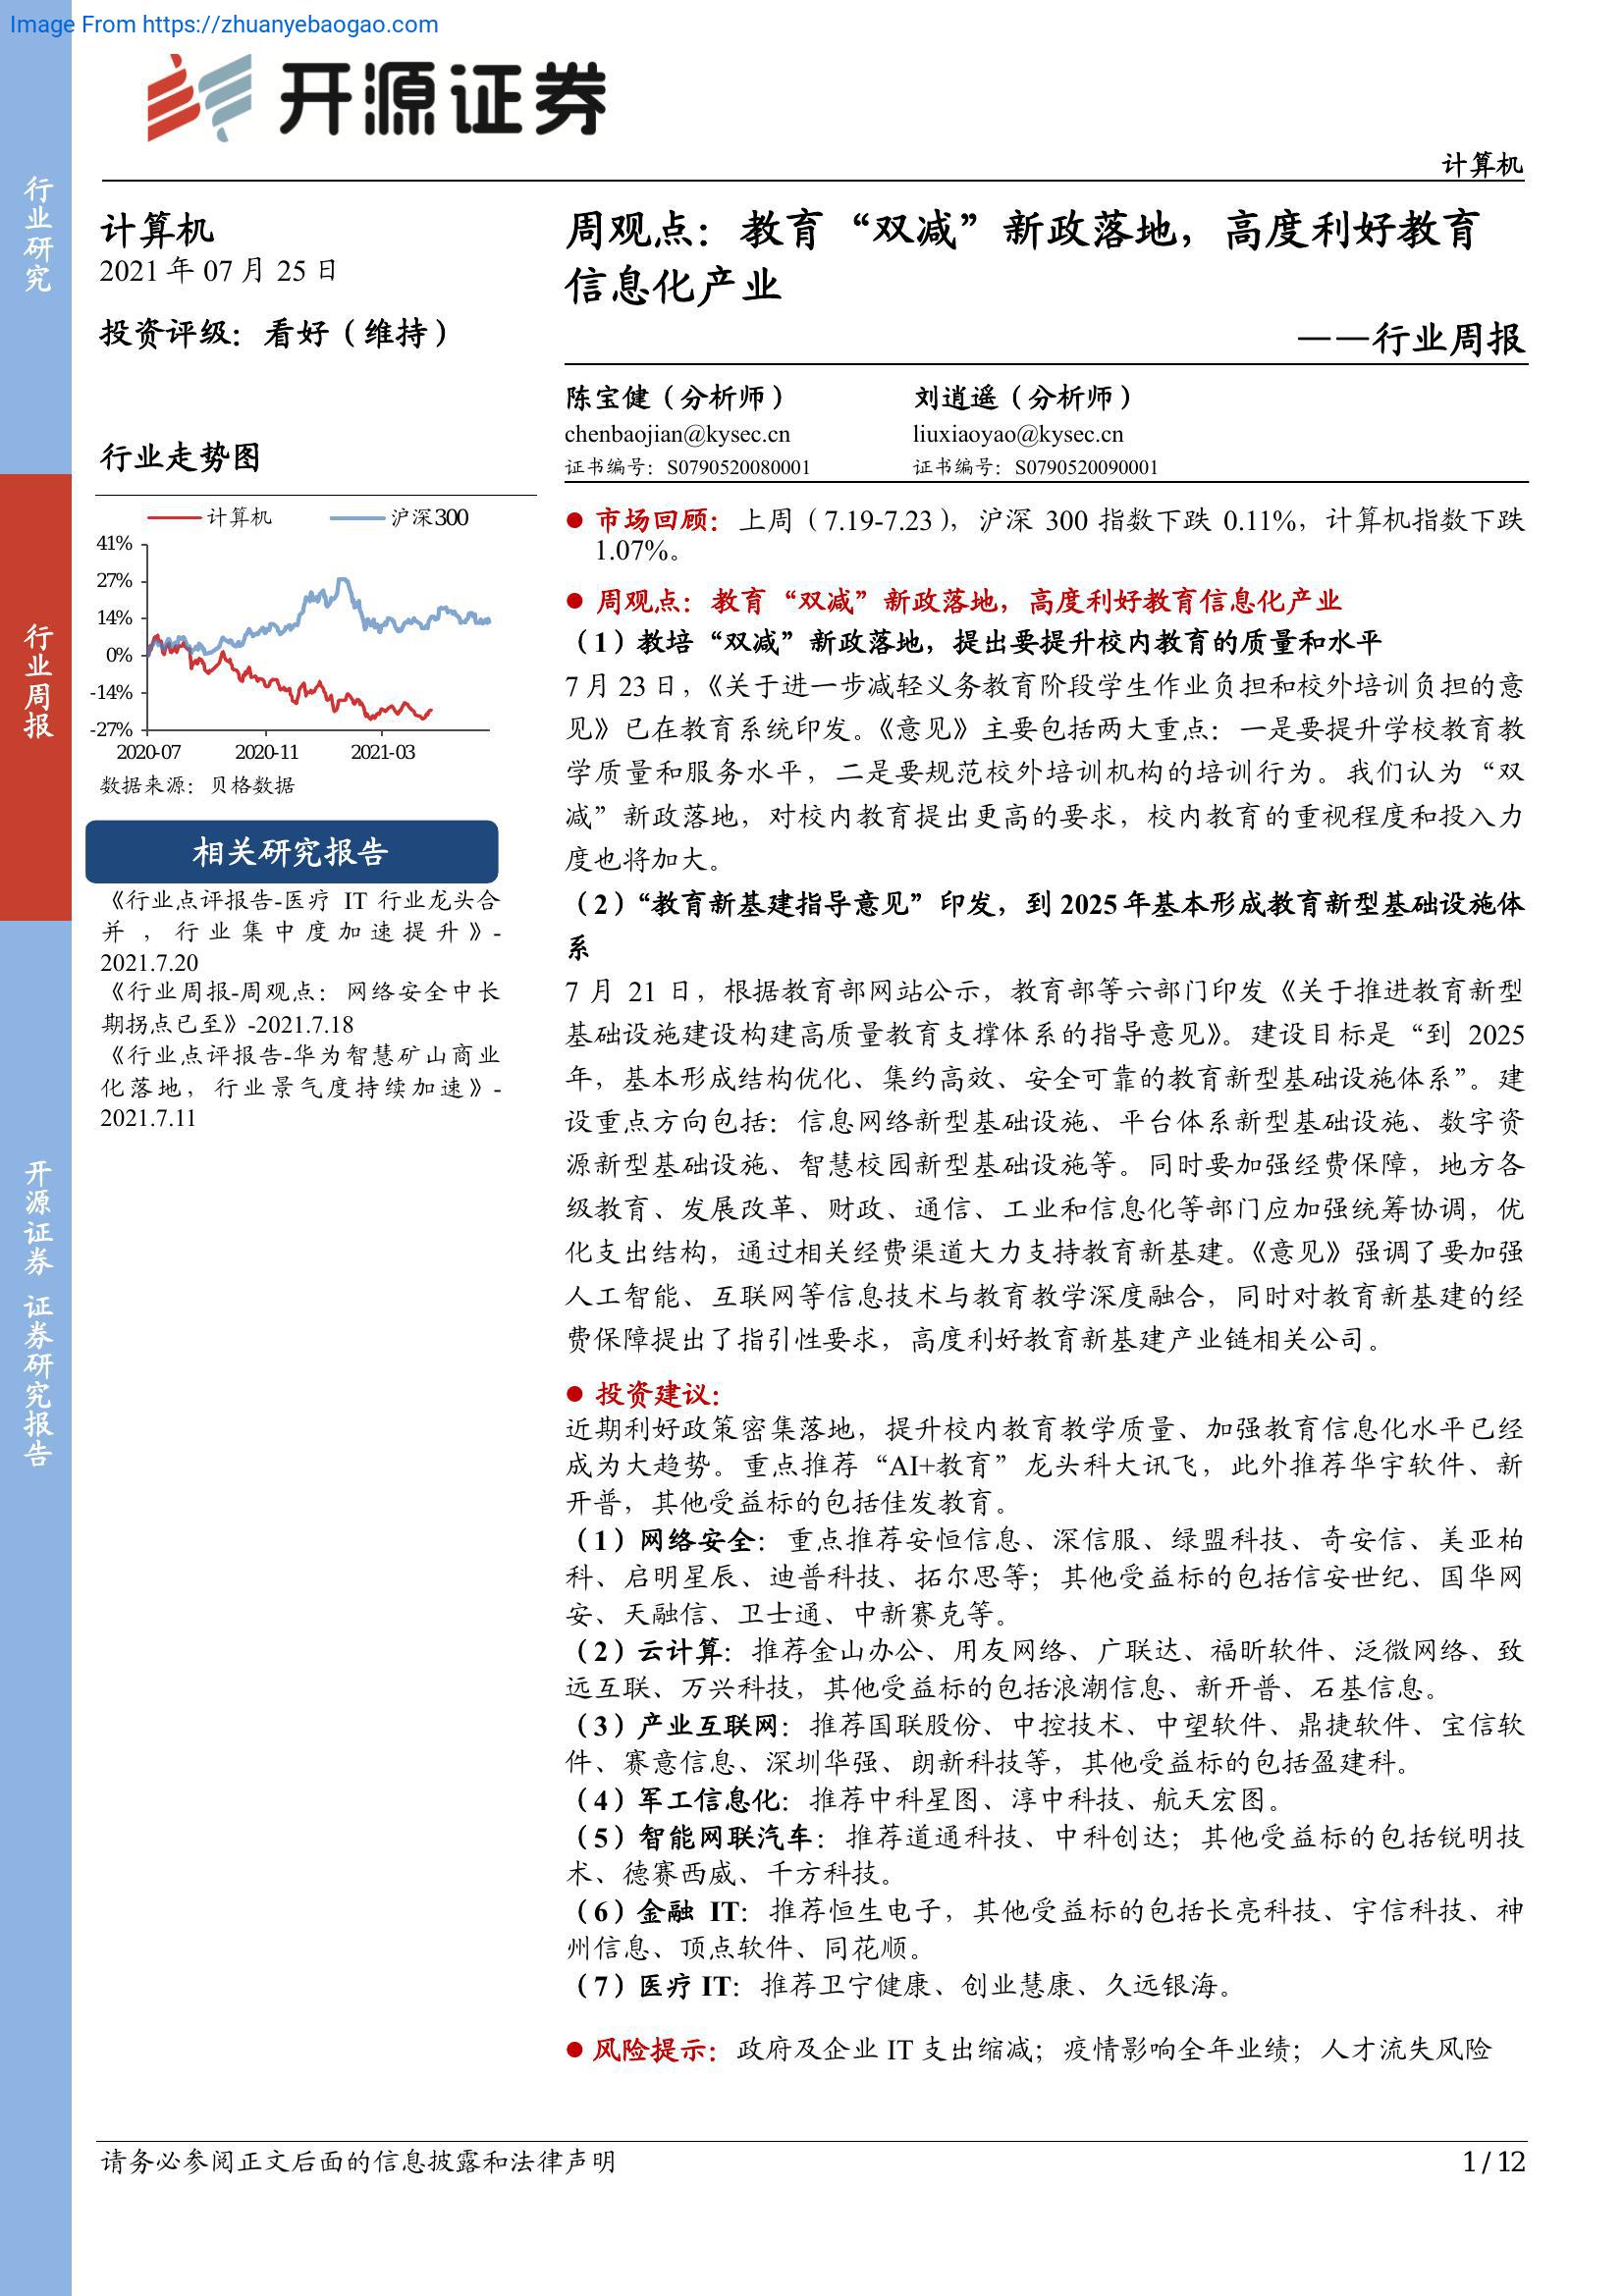 Image From https://zhuanyebaogao.com
开源证券
计算机
行业研究
行业周报
开源证券 证券研究报告
计算机
2021年07月25日
投资评级：看好（维持）
行业走势图
计算机 沪深300
41%
27%
14%
0%
-14%
-27%
2020-07 2020-11 2021-03
数据来源：贝格数据
相关研究报告
《行业点评报告-医疗 IT 行业龙头合
并，行业集中度加速提升》-
2021.7.20
《行业周报-周观点：网络安全中长
期拐点已至》-2021.7.18
《行业点评报告-华为智慧矿山商业
化落地，行业景气度持续加速》-
2021.7.11
周观点：教育“双减”新政落地，高度利好教育
信息化产业
——行业周报
陈宝健（分析师） 刘逍遥（分析师）
chenbaojian@kysec.cn liuxiaoyao@kysec.cn
证书编号：S0790520080001 证书编号：S0790520090001
● 市场回顾：上周（7.19-7.23），沪深 300 指数下跌 0.11%，计算机指数下跌
1.07%。
● 周观点：教育“双减”新政落地，高度利好教育信息化产业
（1）教培“双减”新政落地，提出要提升校内教育的质量和水平
7月23日，《关于进一步减轻义务教育阶段学生作业负担和校外培训负担的意
见》已在教育系统印发。《意见》主要包括两大重点：一是要提升学校教育教
学质量和服务水平，二是要规范校外培训机构的培训行为。我们认为“双
减”新政落地，对校内教育提出更高的要求，校内教育的重视程度和投入力
度也将加大。
（2）“教育新基建指导意见”印发，到2025年基本形成教育新型基础设施体
系
7 月 21 日，根据教育部网站公示，教育部等六部门印发《关于推进教育新型
基础设施建设构建高质量教育支撑体系的指导意见》。建设目标是“到 2025
年，基本形成结构优化、集约高效、安全可靠的教育新型基础设施体系”。建
设重点方向包括：信息网络新型基础设施、平台体系新型基础设施、数字资
源新型基础设施、智慧校园新型基础设施等。同时要加强经费保障，地方各
级教育、发展改革、财政、通信、工业和信息化等部门应加强统筹协调，优
化支出结构，通过相关经费渠道大力支持教育新基建。《意见》强调了要加强
人工智能、互联网等信息技术与教育教学深度融合，同时对教育新基建的经
费保障提出了指引性要求，高度利好教育新基建产业链相关公司。
● 投资建议：
近期利好政策密集落地，提升校内教育教学质量、加强教育信息化水平已经
成为大趋势。重点推荐“AI+教育”龙头科大讯飞，此外推荐华宇软件、新
开普，其他受益标的包括佳发教育。
（1）网络安全：重点推荐安恒信息、深信服、绿盟科技、奇安信、美亚柏
科、启明星辰、迪普科技、拓尔思等；其他受益标的包括信安世纪、国华网
安、天融信、卫士通、中新赛克等。
（2）云计算：推荐金山办公、用友网络、广联达、福昕软件、泛微网络、致
远互联、万兴科技，其他受益标的包括浪潮信息、新开普、石基信息。
（3）产业互联网：推荐国联股份、中控技术、中望软件、鼎捷软件、宝信软
件、赛意信息、深圳华强、朗新科技等，其他受益标的包括盈建科。
（4）军工信息化：推荐中科星图、淳中科技、航天宏图。
（5）智能网联汽车：推荐道通科技、中科创达；其他受益标的包括锐明技
术、德赛西威、千方科技。
（6）金融 IT：推荐恒生电子，其他受益标的包括长亮科技、宇信科技、神
州信息、顶点软件、同花顺。
（7）医疗 IT：推荐卫宁健康、创业慧康、久远银海。
● 风险提示：政府及企业 IT 支出缩减；疫情影响全年业绩；人才流失风险
请务必参阅正文后面的信息披露和法律声明
1 / 12